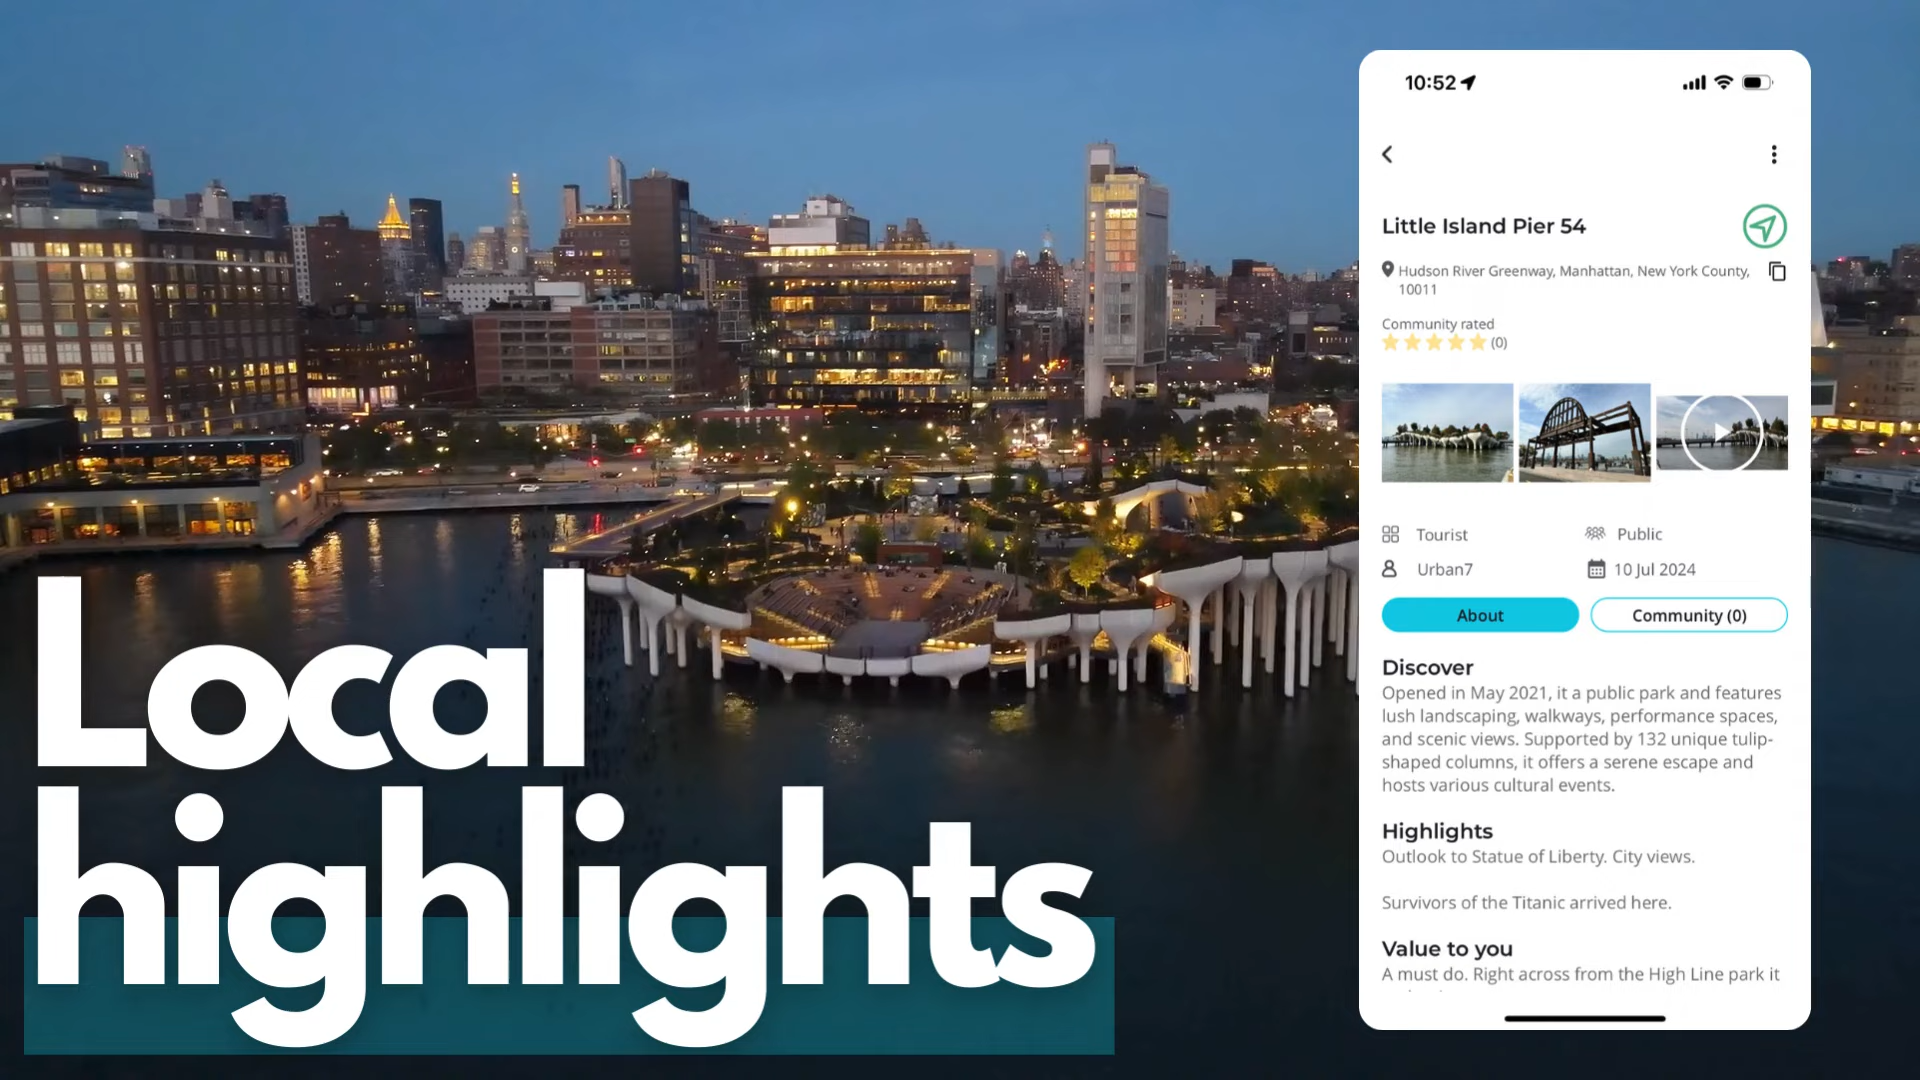 Local
highlights
10:52
Little Island Pier 54
Hudson River Greenway, Manhattan, New York County,
10011
Community rated
(0)
Tourist
Public
Urban7
10 Jul 2024
About
Community (0)
Discover
Opened in May 2021, it a public park and features
lush landscaping, walkways, performance spaces,
and scenic views. Supported by 132 unique tulip-
shaped columns, it offers a serene escape and
hosts various cultural events.
Highlights
Outlook to Statue of Liberty. City views.
Survivors of the Titanic arrived here.
Value to you
A must do. Right across from the High Line park it